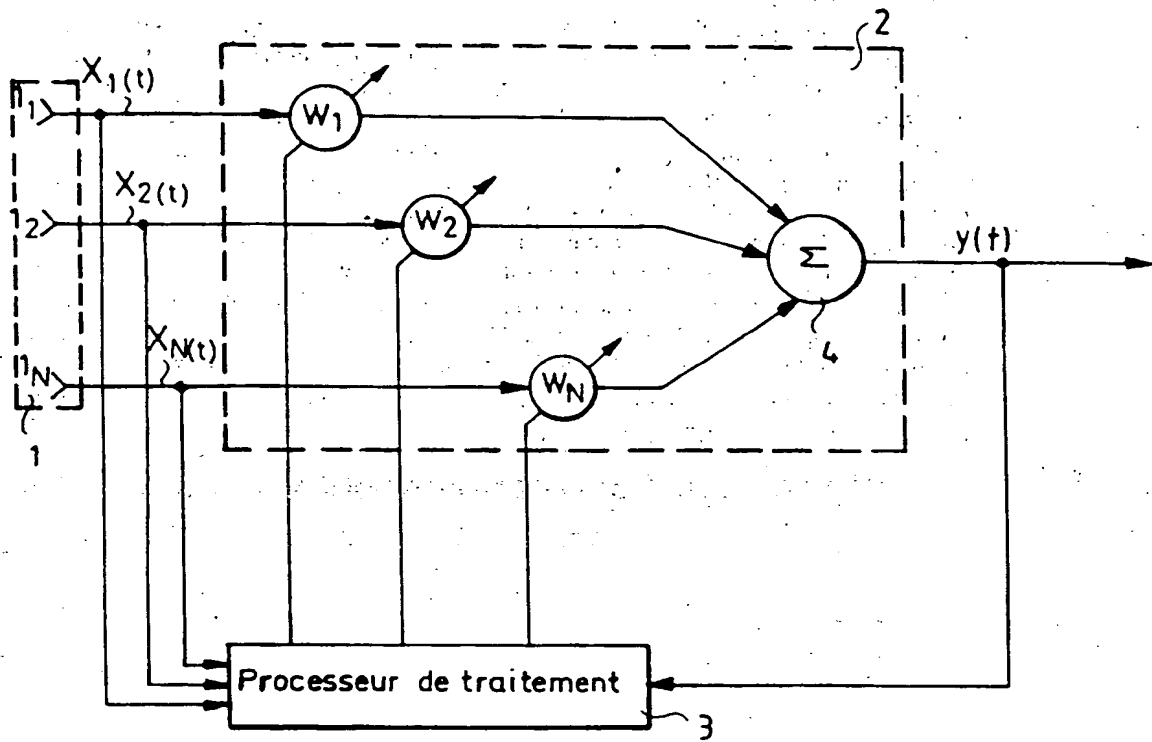 2
X1(t)
11
W1
X2(t)
12
W2
Σ
y(t)
4
XN(t)
1N
WN
1
Processeur de traitement
3